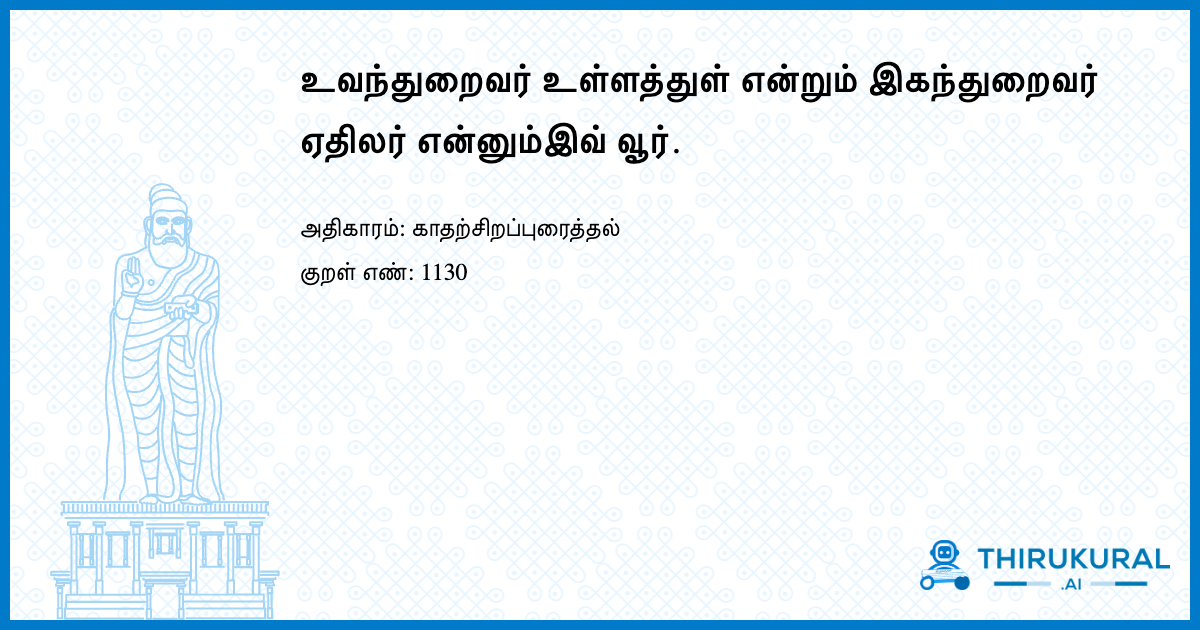 உவந்துறைவர் உள்ளத்துள் என்றும் இகந்துறைவர்
ஏதிலர் என்னும்இவ் வூர்.
அதிகாரம்: காதற்சிறப்புரைத்தல்
குறள் எண்: 1130
THIRUKURAL
.AI